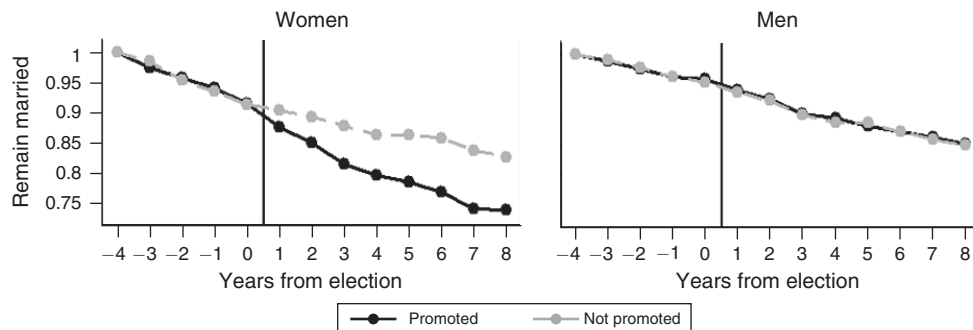 Women
Men
Remain married
1
0.95
0.9
0.85
0.8
0.75
−4 −3 −2 −1 0 1 2 3 4 5 6 7 8
−4 −3 −2 −1 0 1 2 3 4 5 6 7 8
Years from election
Years from election
Promoted
Not promoted